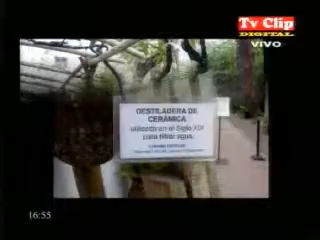 Tv Clip
DIGITAL
VIVO
DESTILADERA DE
CERÁMICA
utilizada en el Siglo XIX
para filtrar agua.
16:55